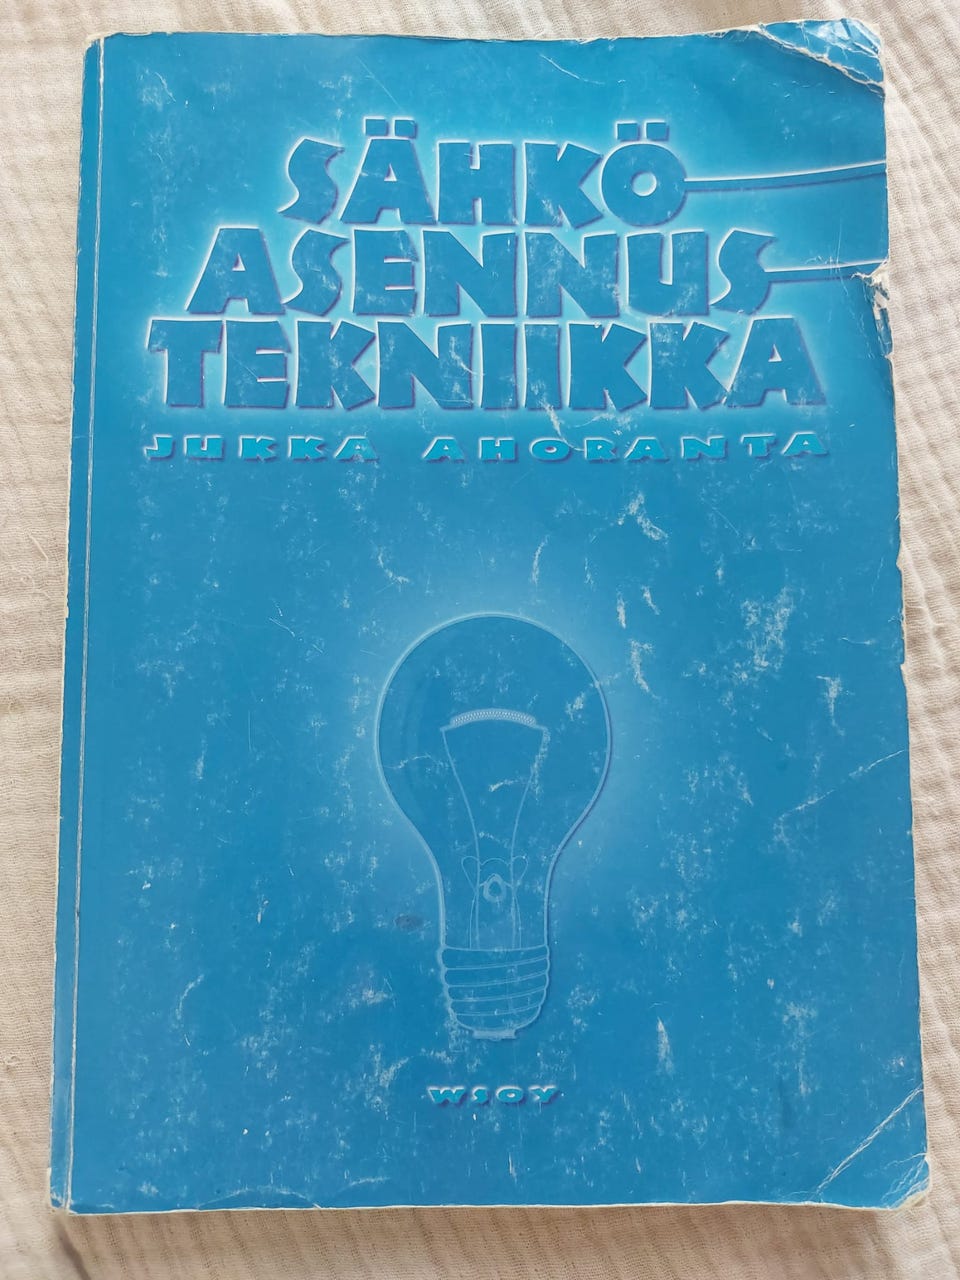 SÄHKÖ
ASENNUS
TEKNIIKKA
JUKKA AHORANTA
WSOY